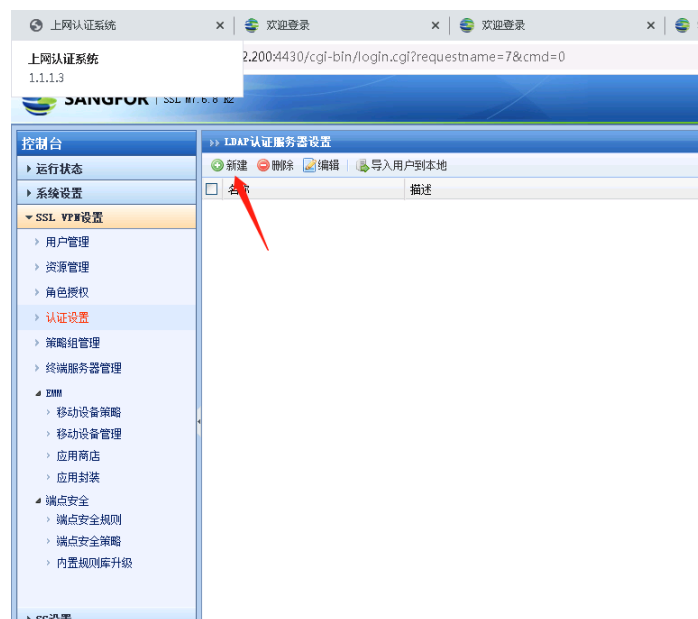 上网认证系统 × 欢迎登录 × 欢迎登录 ×
上网认证系统
1.1.1.3
2.200:4430/cgi-bin/login.cgi?requestname=7&cmd=0
SANGFOR | SSL M7.6.8 R2
控制台
运行状态
系统设置
SSL VPN设置
用户管理
资源管理
角色授权
认证设置
策略组管理
终端服务器管理
EMM
移动设备策略
移动设备管理
应用商店
应用封装
端点安全
端点安全规则
端点安全策略
内置规则库升级
LDAP认证服务器设置
新建 删除 编辑 导入用户到本地
名称 描述